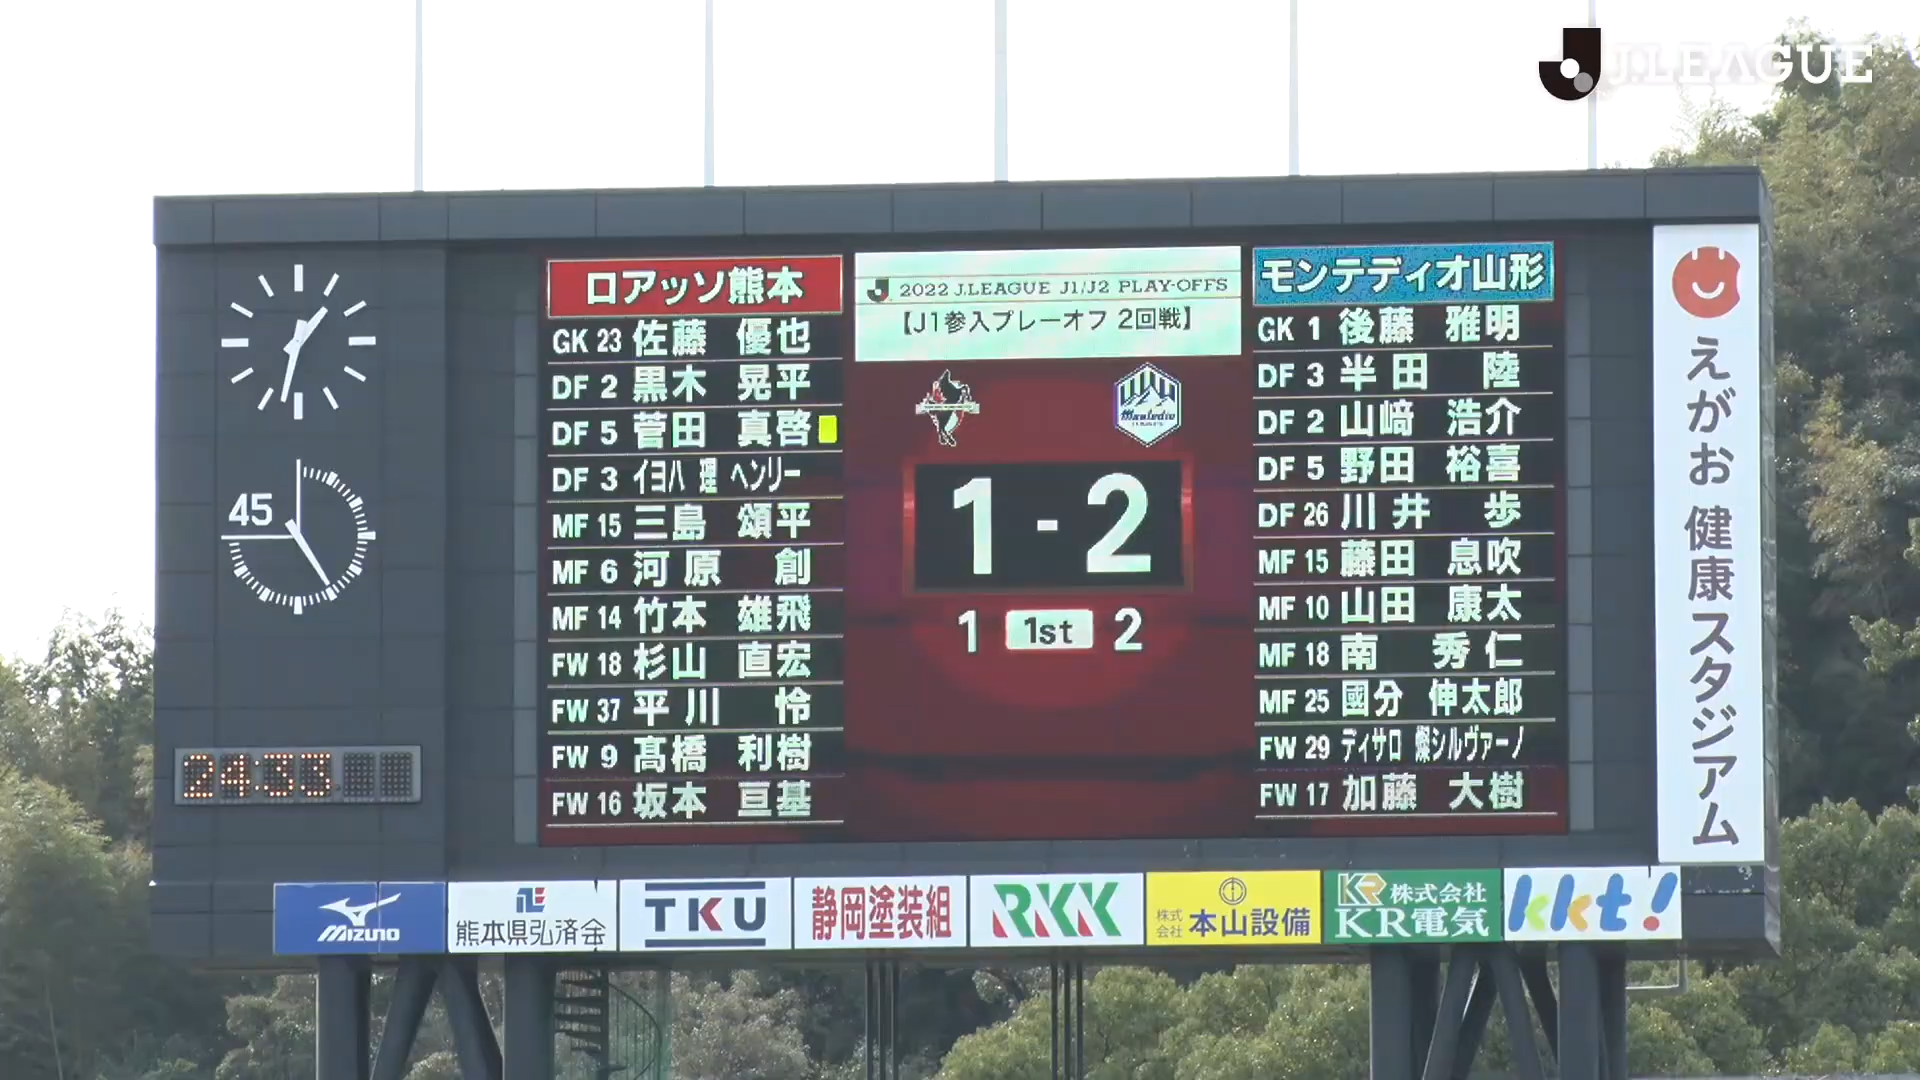 J.LEAGUE
ロアッソ熊本
GK 23 佐藤 優也
DF 2 黒木 晃平
DF 5 菅田 真啓
DF 3 イヨハ 理 ヘンリー
MF 15 三島 頌平
MF 6 河原 創
MF 14 竹本 雄飛
FW 18 杉山 直宏
FW 37 平川 怜
FW 9 髙橋 利樹
FW 16 坂本 亘基
2022 J.LEAGUE J1/J2 PLAY-OFFS
【J1参入プレーオフ 2回戦】
Montedio
1 - 2
1 1st 2
モンテディオ山形
GK 1 後藤 雅明
DF 3 半田 陸
DF 2 山﨑 浩介
DF 5 野田 裕喜
DF 26 川井 歩
MF 15 藤田 息吹
MF 10 山田 康太
MF 18 南 秀仁
MF 25 國分 伸太郎
FW 29 ディサロ 燦シルヴァーノ
FW 17 加藤 大樹
45
24:33
えがお健康スタジアム
MIZUNO
熊本県弘済会
TKU
静岡塗装組
RKK
株式会社 本山設備
KR 株式会社
KR電気
kkt!